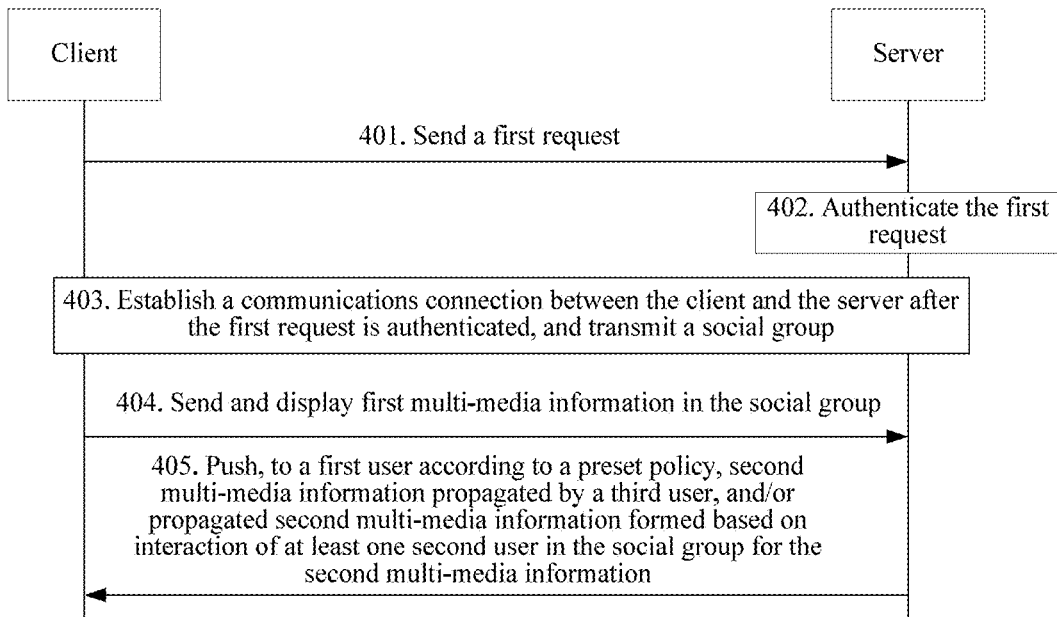 Client
Server
401. Send a first request
402. Authenticate the first
request
403. Establish a communications connection between the client and the server after
the first request is authenticated, and transmit a social group
404. Send and display first multi-media information in the social group
405. Push, to a first user according to a preset policy, second
multi-media information propagated by a third user, and/or
propagated second multi-media information formed based on
interaction of at least one second user in the social group for the
second multi-media information